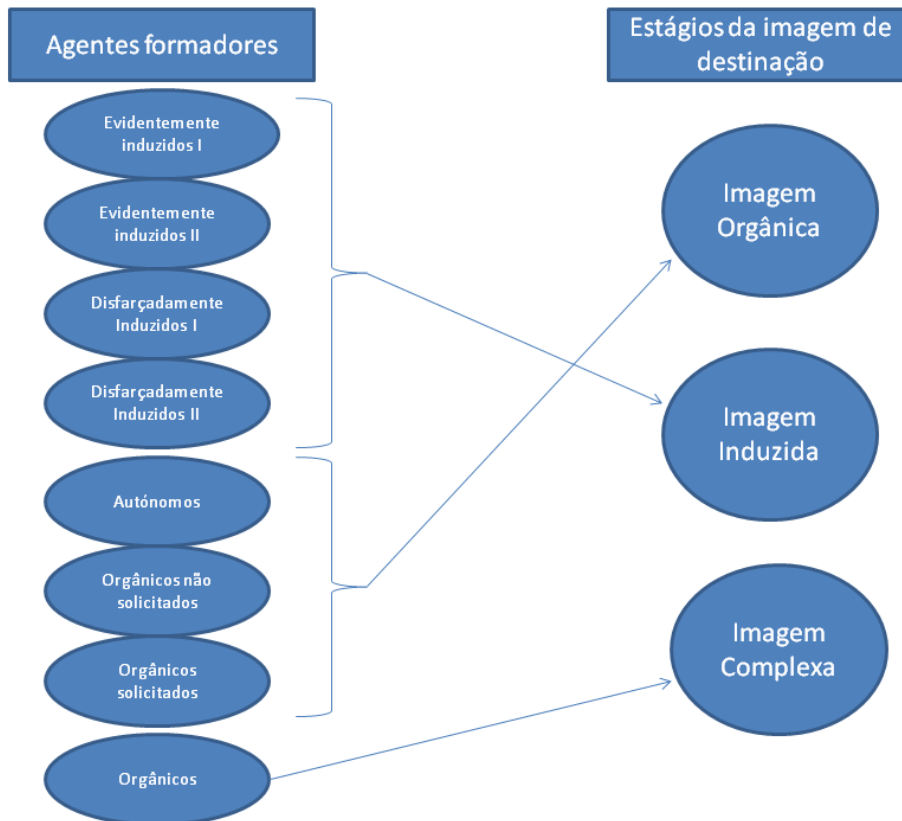 Agentes formadores
Estágios da imagem de
destinação
Evidentemente
induzidos I
Evidentemente
induzidos II
Disfarçadamente
Induzidos I
Disfarçadamente
Induzidos II
Autónomos
Orgânicos não
solicitados
Orgânicos
solicitados
Orgânicos
Imagem
Orgânica
Imagem
Induzida
Imagem
Complexa